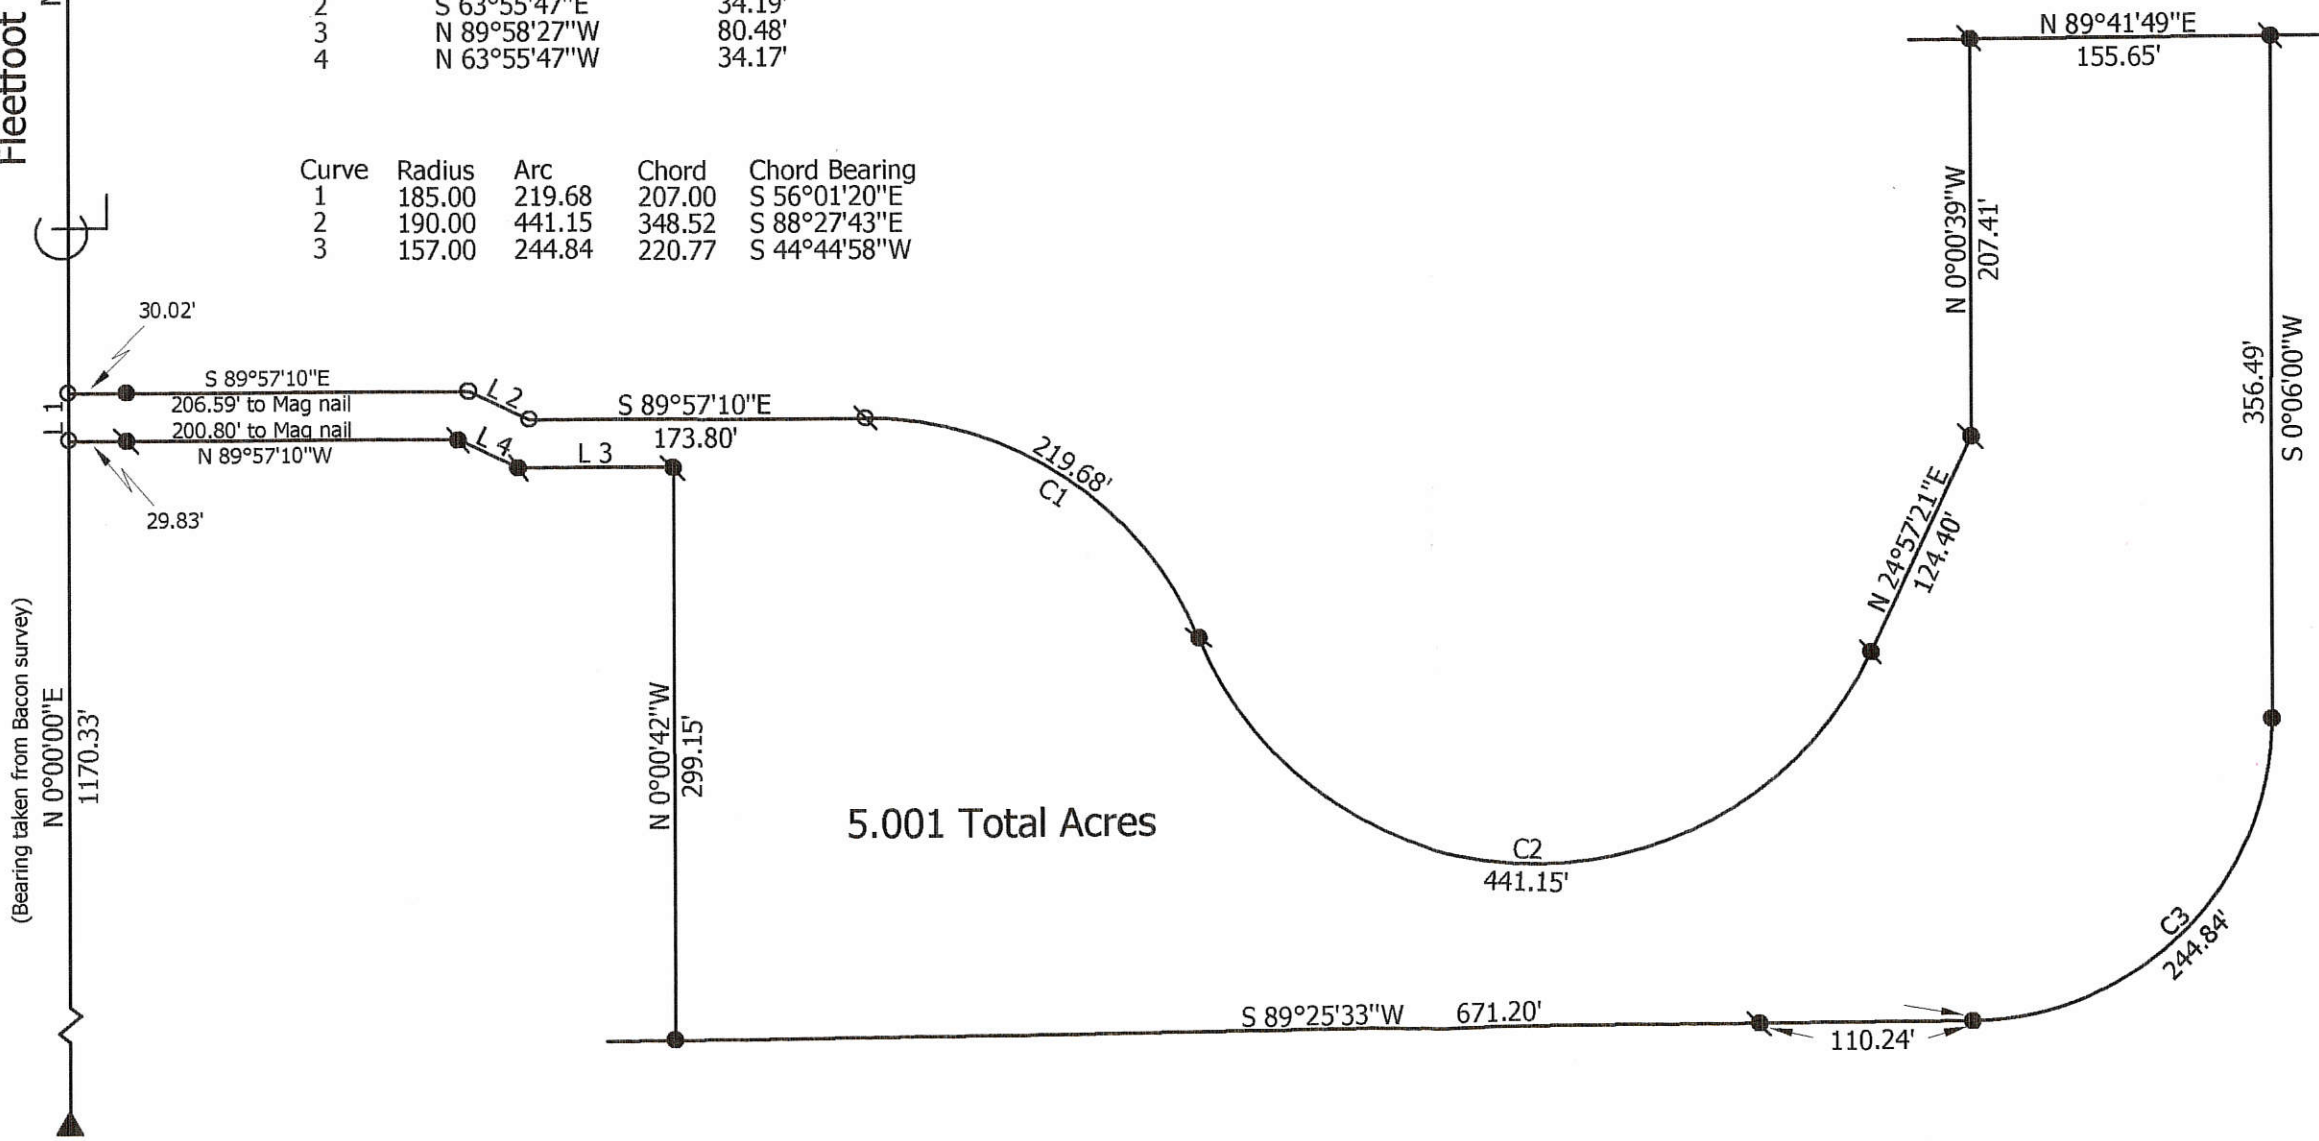 Fleetfoot
2 S 63°55'47"E 34.19'
3 N 89°58'27"W 80.48'
4 N 63°55'47"W 34.17'
Curve Radius Arc Chord Chord Bearing
1 185.00 219.68 207.00 S 56°01'20"E
2 190.00 441.15 348.52 S 88°27'43"E
3 157.00 244.84 220.77 S 44°44'58"W
N 89°41'49"E
155.65'
N 0°00'39"W
207.41'
356.49'
S 0°06'00"W
30.02'
S 89°57'10"E
206.59' to Mag nail
L 1
L 2
200.80' to Mag nail
N 89°57'10"W
L 4
L 3
29.83'
S 89°57'10"E
173.80'
219.68'
C1
N 24°57'21"E
124.40'
(Bearing taken from Bacon survey)
N 0°00'00"E
1170.33'
N 0°00'42"W
299.15'
5.001 Total Acres
C2
441.15'
C3
244.84'
S 89°25'33"W 671.20'
110.24'